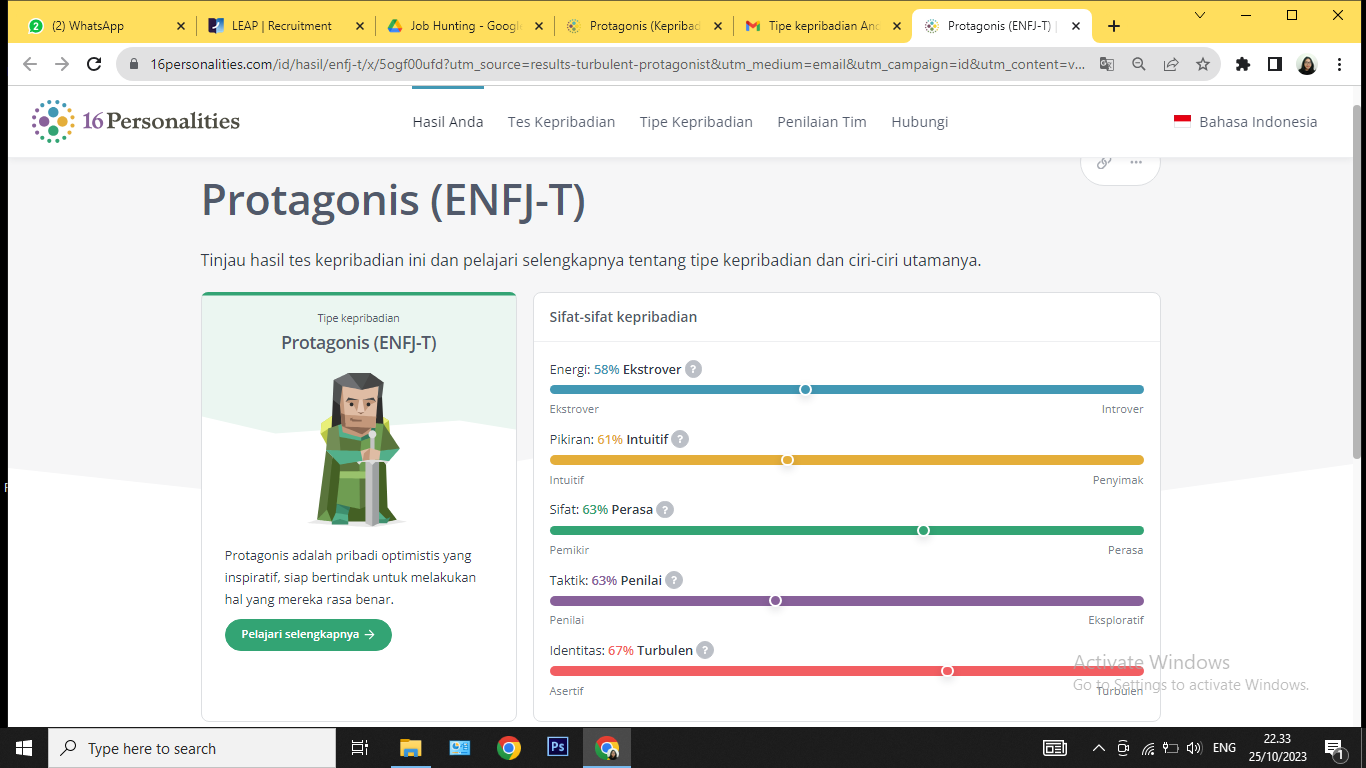 (2) WhatsApp
LEAP | Recruitment
Job Hunting - Google
Protagonis (Kepribad
Tipe kepribadian And
Protagonis (ENFJ-T) |
16personalities.com/id/hasil/enfj-t/x/5ogf00ufd?utm_source=results-turbulent-protagonist&utm_medium=email&utm_campaign=id&utm_content=v...
16Personalities
Hasil Anda
Tes Kepribadian
Tipe Kepribadian
Penilaian Tim
Hubungi
Bahasa Indonesia
Protagonis (ENFJ-T)
Tinjau hasil tes kepribadian ini dan pelajari selengkapnya tentang tipe kepribadian dan ciri-ciri utamanya.
Tipe kepribadian
Protagonis (ENFJ-T)
Protagonis adalah pribadi optimistis yang
inspiratif, siap bertindak untuk melakukan
hal yang mereka rasa benar.
Pelajari selengkapnya →
Sifat-sifat kepribadian
Energi: 58% Ekstrover ?
Ekstrover Introver
Pikiran: 61% Intuitif ?
Intuitif Penyimak
Sifat: 63% Perasa ?
Pemikir Perasa
Taktik: 63% Penilai ?
Penilai Eksploratif
Identitas: 67% Turbulen ?
Asertif Turbulen
Activate Windows
Go to Settings to activate Windows.
Type here to search
Ps
ENG
22.33
25/10/2023
1